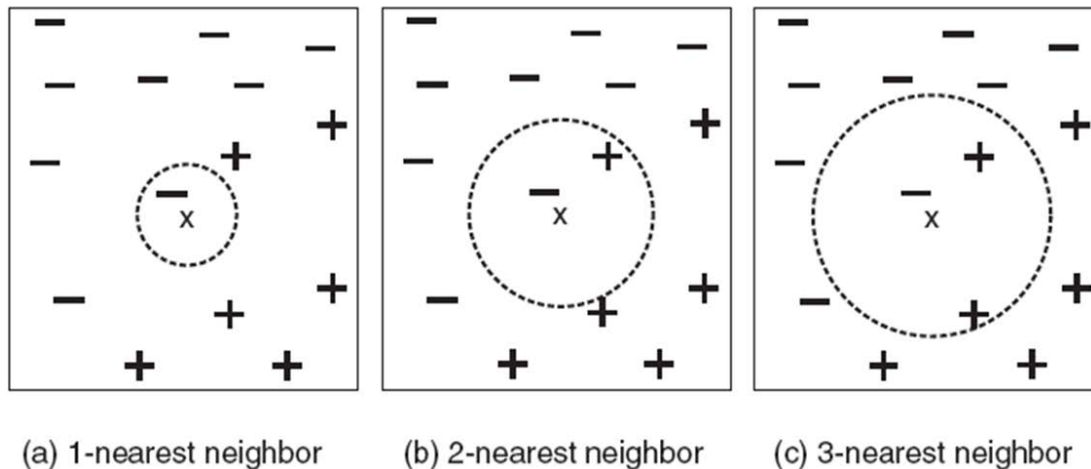 x
x
x
(a) 1-nearest neighbor
(b) 2-nearest neighbor
(c) 3-nearest neighbor